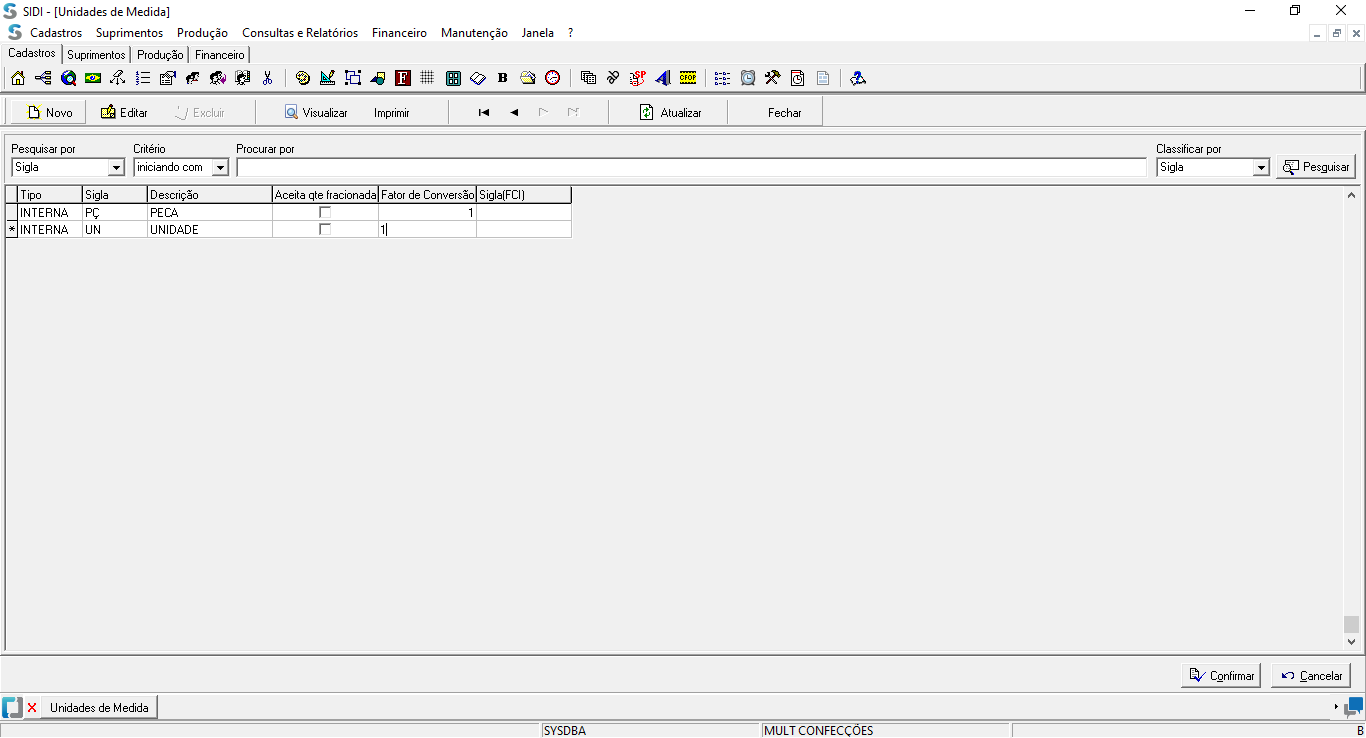 SIDI - [Unidades de Medida]
Cadastros Suprimentos Produção Consultas e Relatórios Financeiro Manutenção Janela ?
Cadastros Suprimentos Produção Financeiro
F B SP CFOP
Novo Editar Excluir Visualizar Imprimir Atualizar Fechar
Pesquisar por Critério Procurar por Classificar por
Sigla iniciando com Sigla Pesquisar
Tipo Sigla Descrição Aceita qte fracionada Fator de Conversão Sigla(FCI)
INTERNA PÇ PECA 1
* INTERNA UN UNIDADE 1
Confirmar Cancelar
Unidades de Medida
SYSDBA MULT CONFECÇÕES B